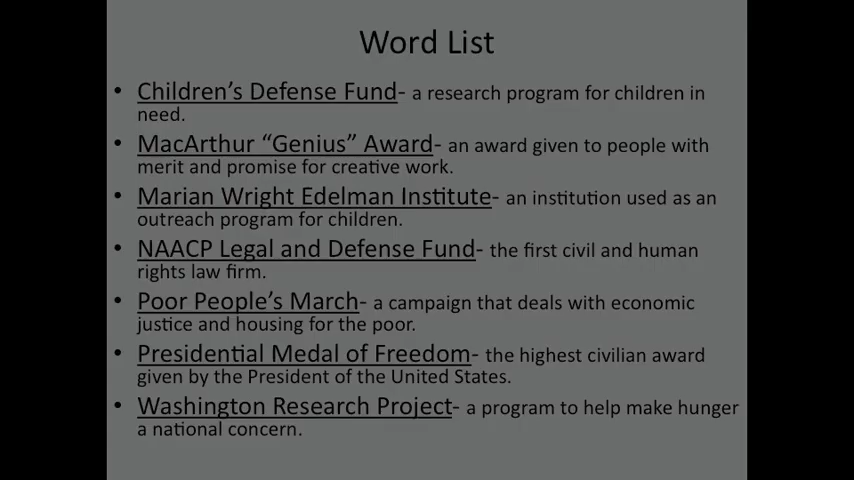 Word List
• Children’s Defense Fund- a research program for children in
need.
• MacArthur “Genius” Award- an award given to people with
merit and promise for creative work.
• Marian Wright Edelman Institute- an institution used as an
outreach program for children.
• NAACP Legal and Defense Fund- the first civil and human
rights law firm.
• Poor People’s March- a campaign that deals with economic
justice and housing for the poor.
• Presidential Medal of Freedom- the highest civilian award
given by the President of the United States.
• Washington Research Project- a program to help make hunger
a national concern.